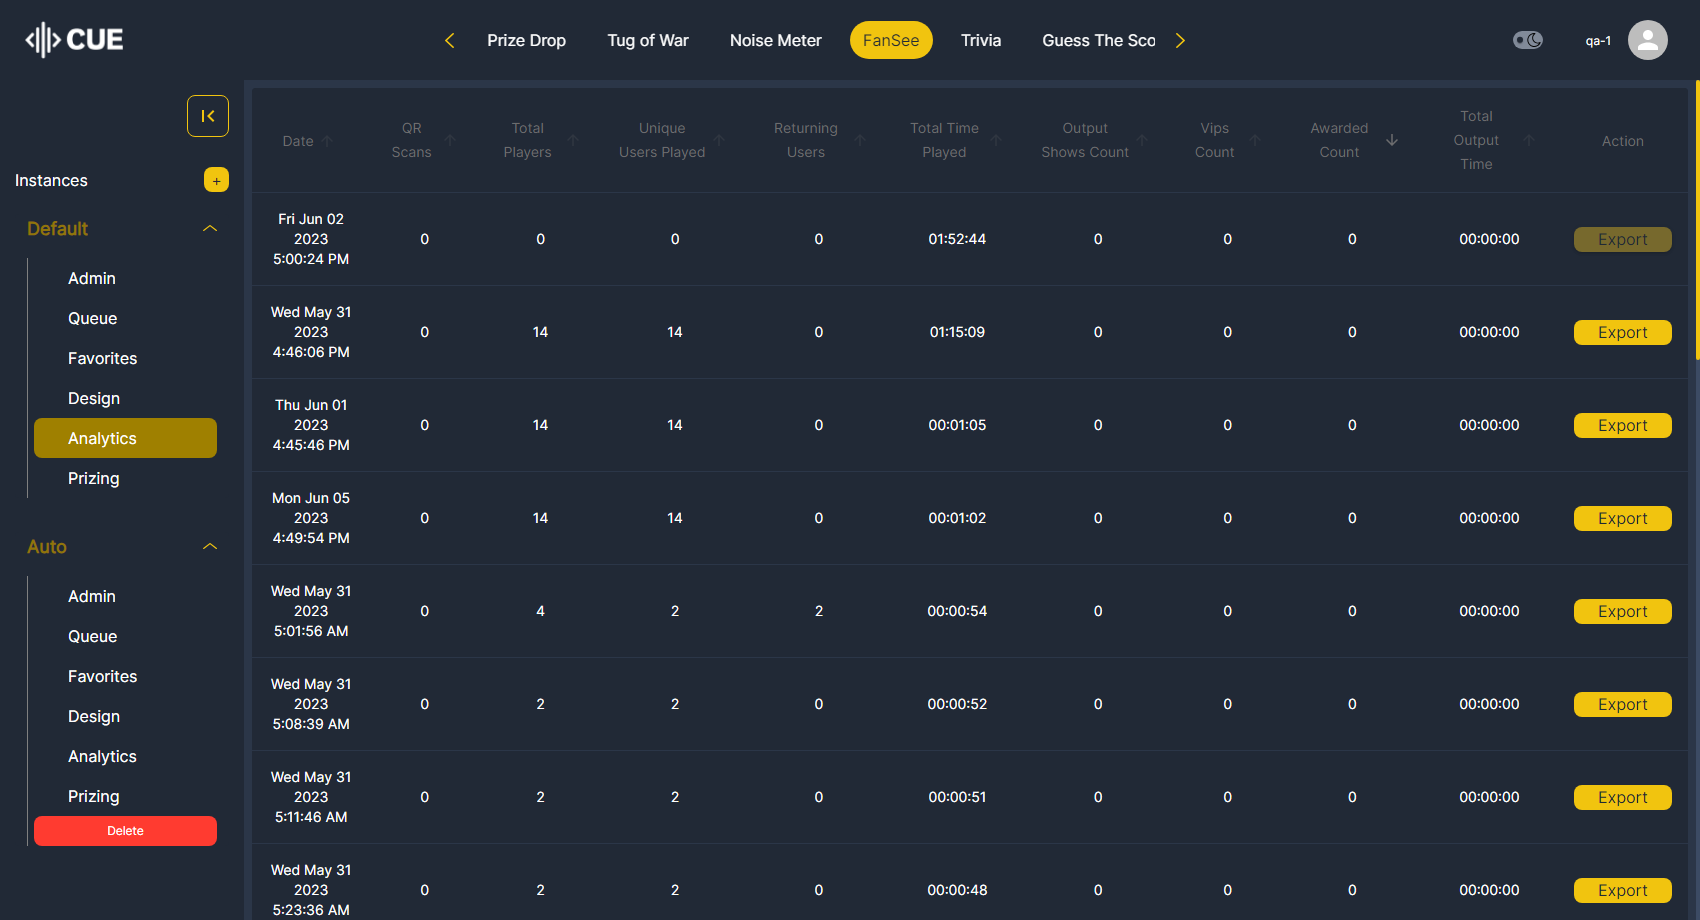 CUE
Prize Drop
Tug of War
Noise Meter
FanSee
Trivia
Guess The Sco
qa-1
Instances
+
Default
Admin
Queue
Favorites
Design
Analytics
Prizing
Auto
Admin
Queue
Favorites
Design
Analytics
Prizing
Delete
Date
QR
Scans
Total
Players
Unique
Users Played
Returning
Users
Total Time
Played
Output
Shows Count
Vips
Count
Awarded
Count
Total
Output
Time
Action
Fri Jun 02
2023
5:00:24 PM
0
0
0
0
01:52:44
0
0
0
00:00:00
Export
Wed May 31
2023
4:46:06 PM
0
14
14
0
01:15:09
0
0
0
00:00:00
Export
Thu Jun 01
2023
4:45:46 PM
0
14
14
0
00:01:05
0
0
0
00:00:00
Export
Mon Jun 05
2023
4:49:54 PM
0
14
14
0
00:01:02
0
0
0
00:00:00
Export
Wed May 31
2023
5:01:56 AM
0
4
2
2
00:00:54
0
0
0
00:00:00
Export
Wed May 31
2023
5:08:39 AM
0
2
2
0
00:00:52
0
0
0
00:00:00
Export
Wed May 31
2023
5:11:46 AM
0
2
2
0
00:00:51
0
0
0
00:00:00
Export
Wed May 31
2023
5:23:36 AM
0
2
2
0
00:00:48
0
0
0
00:00:00
Export